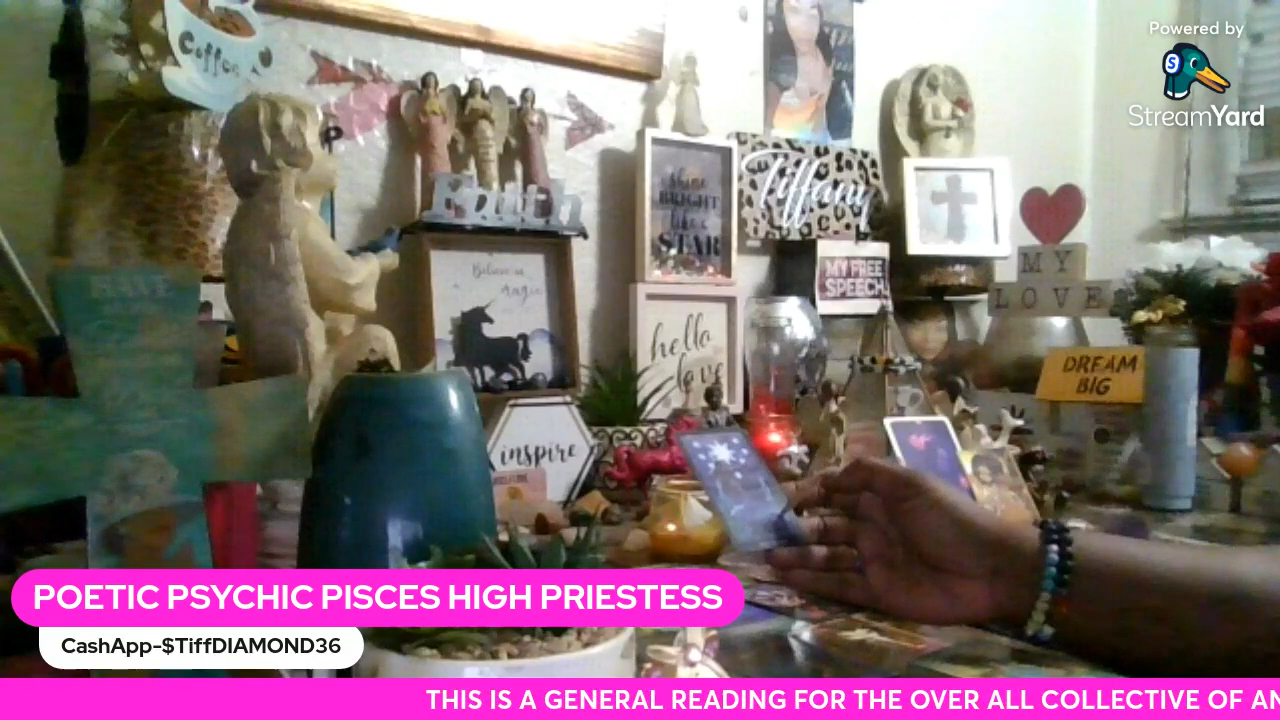 Powered by
StreamYard
Coffee
Faith
Believe in
magic
shine
BRIGHT
like a
STAR
Tiffany
MY FREE
SPEECH
hello
love
MY
LOVE
DREAM
BIG
inspire
POETIC PSYCHIC PISCES HIGH PRIESTESS
CashApp-$TiffDIAMOND36
THIS IS A GENERAL READING FOR THE OVER ALL COLLECTIVE OF AN